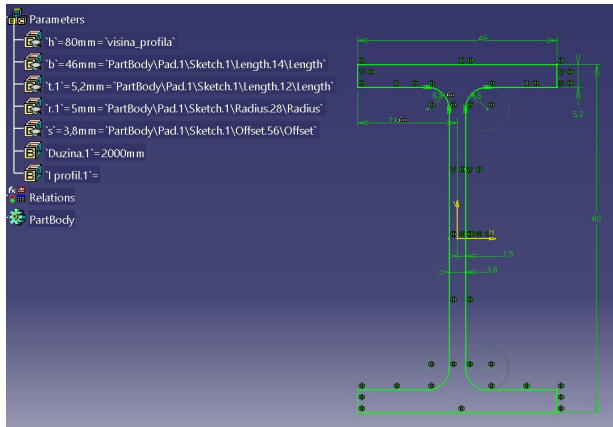 Parameters
`h`=80mm=`visina_profila`
`b`=46mm=`PartBody\Pad.1\Sketch.1\Length.14\Length`
`t.1`=5,2mm=`PartBody\Pad.1\Sketch.1\Length.12\Length`
`r.1`=5mm=`PartBody\Pad.1\Sketch.1\Radius.28\Radius`
`s`=3,8mm=`PartBody\Pad.1\Sketch.1\Offset.56\Offset`
`Duzina.1`=2000mm
`I profil.1`=
Relations
PartBody
46
5,2
80
V
H
1,9
3,8